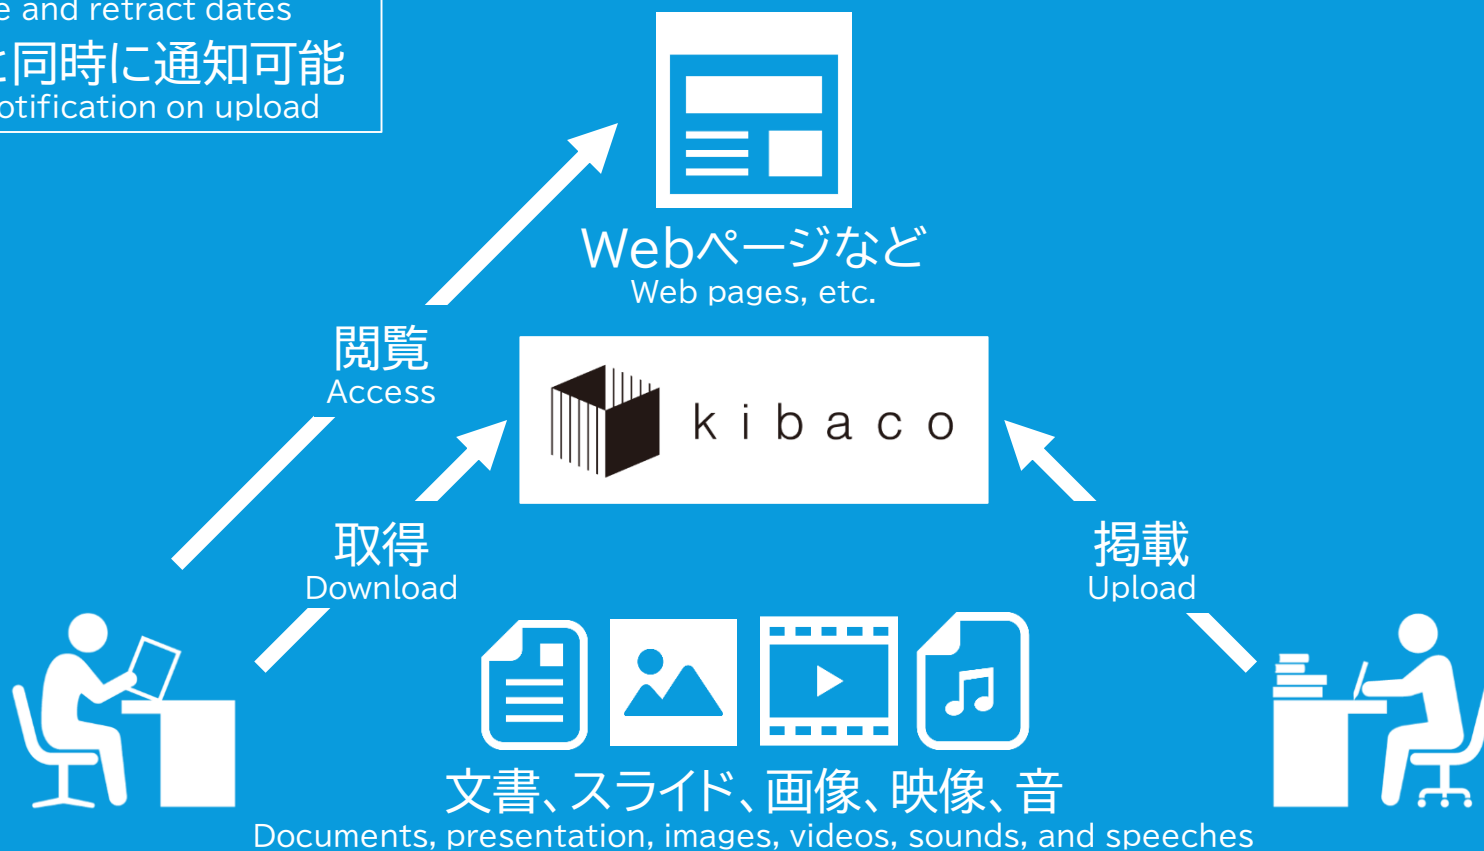 and retract dates
同時に通知可能
on upload
Webページなど
Web pages, etc.
閲覧
Access
kibaco
取得
Download
掲載
Upload
文書、スライド、画像、映像、音
Documents, presentation, images, videos, sounds, and speeches